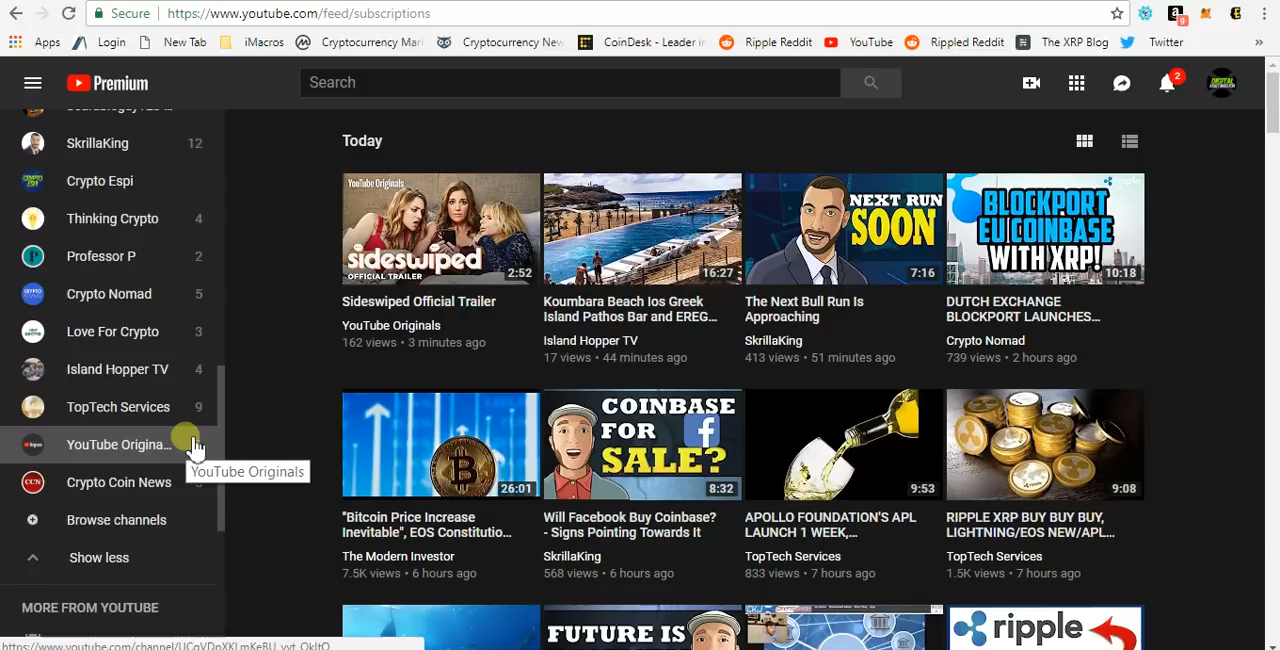 Secure https://www.youtube.com/feed/subscriptions
9
Apps Login New Tab iMacros Cryptocurrency Mar Cryptocurrency New CoinDesk - Leader in Ripple Reddit YouTube Rippled Reddit The XRP Blog Twitter »
Premium
Search
2
SkrillaKing 12
Crypto Espi
Thinking Crypto 4
Professor P 2
Crypto Nomad 5
Love For Crypto 3
Island Hopper TV 4
TopTech Services 9
YouTube Origina...
YouTube Originals
Crypto Coin News
Browse channels
Show less
MORE FROM YOUTUBE
Today
YouTube Originals
sideswiped
OFFICIAL TRAILER
2:52
Sideswiped Official Trailer
YouTube Originals
162 views • 3 minutes ago
16:27
Koumbara Beach Ios Greek
Island Pathos Bar and EREG...
Island Hopper TV
17 views • 44 minutes ago
NEXT RUN
SOON
7:16
The Next Bull Run Is
Approaching
SkrillaKing
413 views • 51 minutes ago
ripple
BLOCKPORT
EU COINBASE
WITH XRP!
10:18
DUTCH EXCHANGE
BLOCKPORT LAUNCHES...
Crypto Nomad
739 views • 2 hours ago
26:01
"Bitcoin Price Increase
Inevitable", EOS Constitutio...
The Modern Investor
7.5K views • 6 hours ago
COINBASE
FOR f
SALE?
8:32
Will Facebook Buy Coinbase?
- Signs Pointing Towards It
SkrillaKing
568 views • 6 hours ago
9:53
APOLLO FOUNDATION'S APL
LAUNCH 1 WEEK,...
TopTech Services
833 views • 7 hours ago
9:08
RIPPLE XRP BUY BUY BUY,
LIGHTNING/EOS NEW/APL...
TopTech Services
1.5K views • 7 hours ago
FUTURE IS
ripple